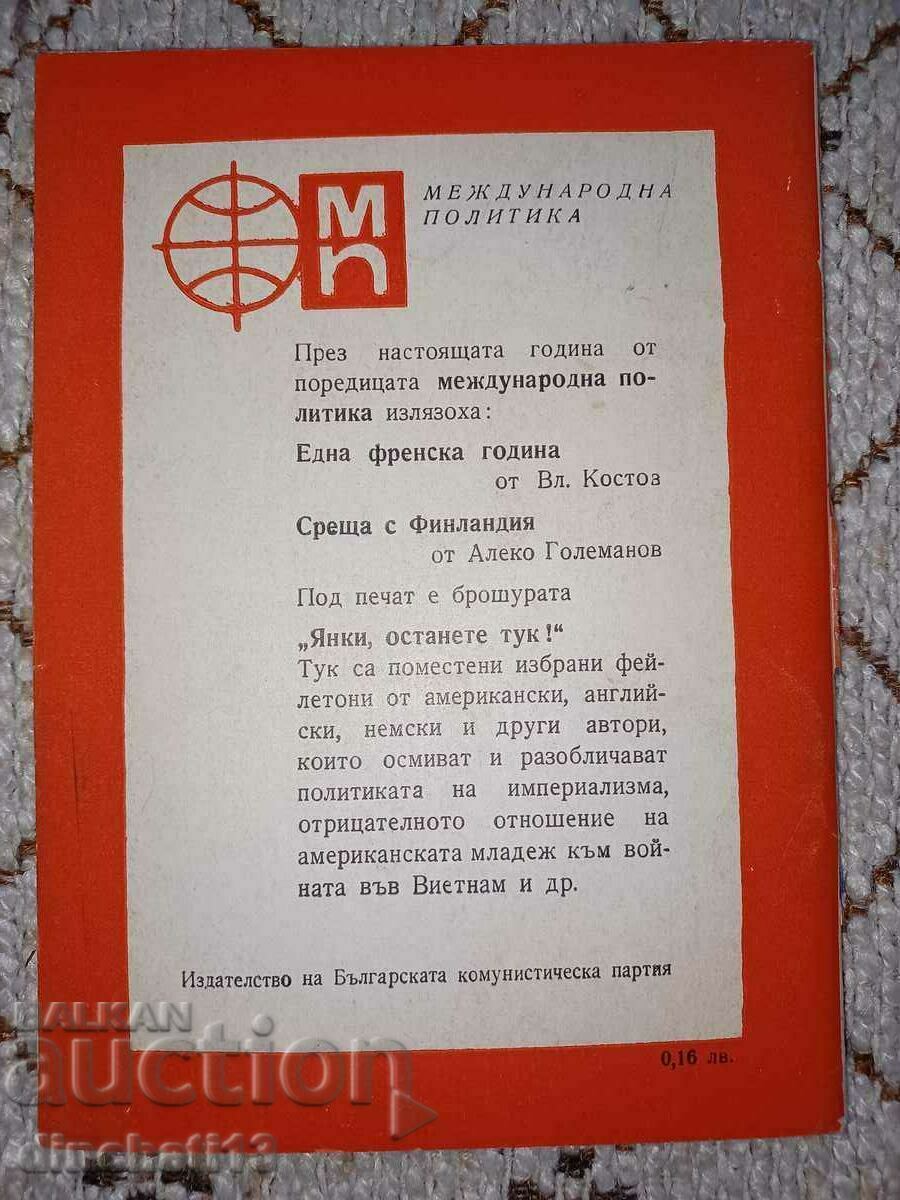 МП
МЕЖДУНАРОДНА
ПОЛИТИКА
През настоящата година от
поредицата международна по-
литика излязоха:
Една френска година
от Вл. Костов
Среща с Финландия
от Алеко Големанов
Под печат е брошурата
„Янки, останете тук!“
Тук са поместени избрани фей-
летони от американски, англий-
ски, немски и други автори,
които осмиват и разобличават
политиката на империализма,
отрицателното отношение на
американската младеж към вой-
ната във Виетнам и др.
Издателство на Българската комунистическа партия
0,16 лв.
BALKAN
auction
dinchoti13